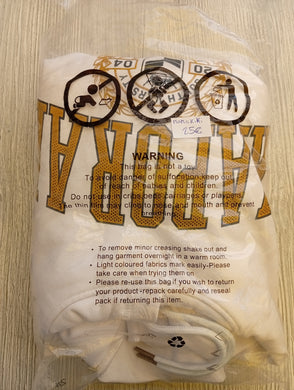 04
20
25€
WARNING
This bag is not a toy.
To avoid danger of suffocation keep out
of reach of babies and children.
Do not use in cribs, beds, carriages or playpens.
The thin film may cling to nose and mouth and prevent
breathing.
• To remove minor creasing shake out and
hang garment overnight in a warm room.
• Light coloured fabrics mark easily-Please
take care when trying them on
• Please re-use this bag if you wish to return
your product - repack carefully and reseal
pack if returning this item.